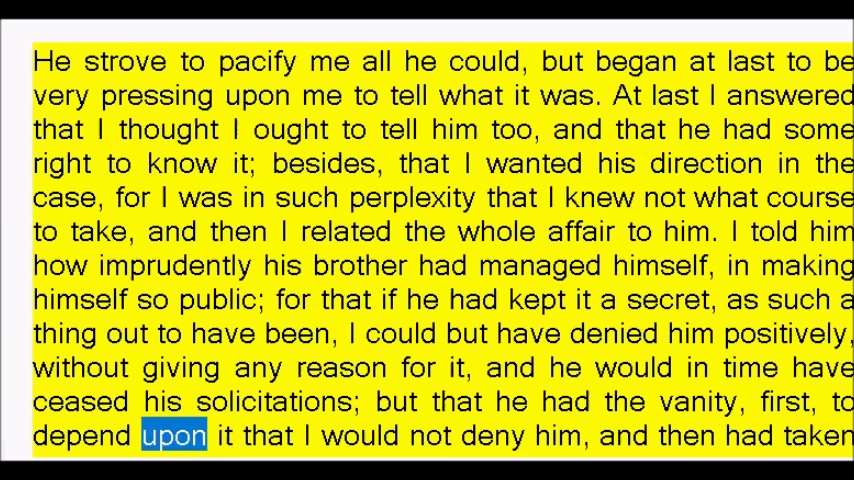 He strove to pacify me all he could, but began at last to be
very pressing upon me to tell what it was. At last I answered
that I thought I ought to tell him too, and that he had some
right to know it; besides, that I wanted his direction in the
case, for I was in such perplexity that I knew not what course
to take, and then I related the whole affair to him. I told him
how imprudently his brother had managed himself, in making
himself so public; for that if he had kept it a secret, as such a
thing out to have been, I could but have denied him positively,
without giving any reason for it, and he would in time have
ceased his solicitations; but that he had the vanity, first, to
depend upon it that I would not deny him, and then had taken